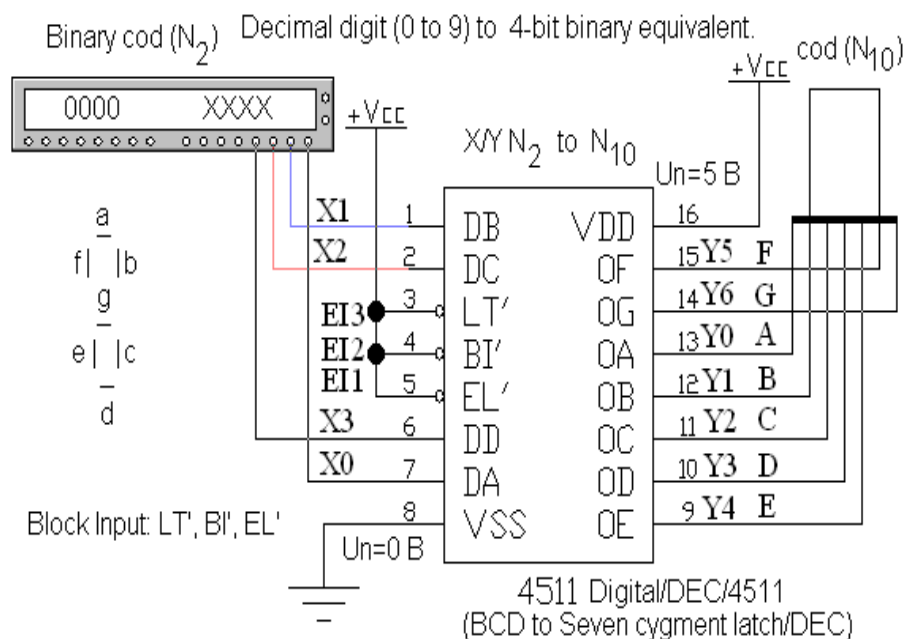 Binary cod (N2) Decimal digit (0 to 9) to 4-bit binary equivalent.
cod (N10)
0000 XXXX
+Vcc
+Vcc
X/Y N2 to N10
Un=5 B
a
f| |b
g
e| |c
d
X1 1 DB VDD 16
X2 2 DC OF 15 Y5 F
EI3 3 LT' OG 14 Y6 G
EI2 4 BI' OA 13 Y0 A
EI1 5 EL' OB 12 Y1 B
X3 6 DD OC 11 Y2 C
X0 7 DA OD 10 Y3 D
8 VSS OE 9 Y4 E
Block Input: LT', BI', EL'
Un=0 B
4511 Digital/DEC/4511
(BCD to Seven cygment latch/DEC)